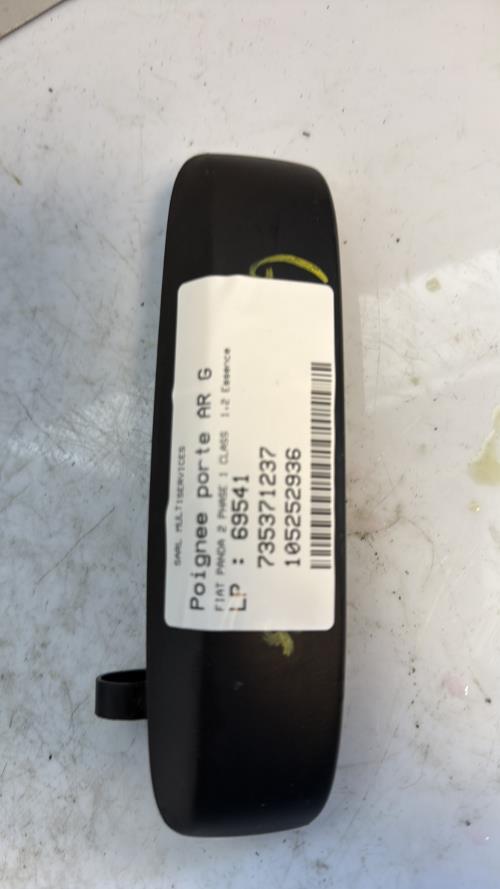 SARL MULTISERVICES
Poignee porte AR G
FIAT PANDA 2 PHASE 1 CLASS 1.2 Essence
LP : 69541
735371237
105252936